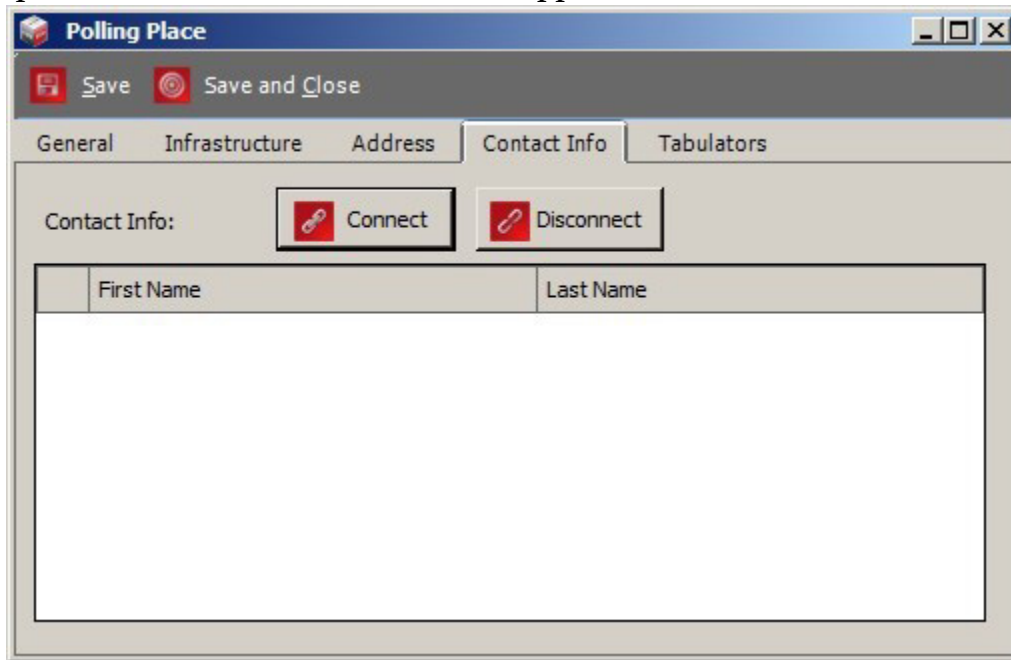 Polling Place
Save Save and Close
General Infrastructure Address Contact Info Tabulators
Contact Info: Connect Disconnect
First Name Last Name